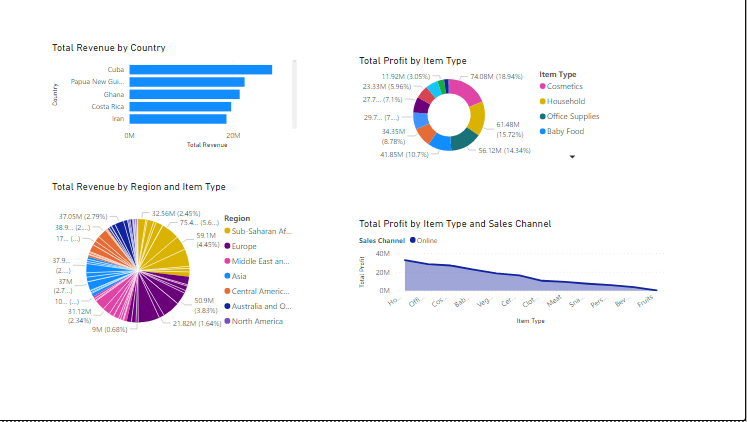 Total Revenue by Country
Country
Cuba
Papua New Gui...
Ghana
Costa Rica
Iran
0M 20M
Total Revenue
Total Profit by Item Type
11.92M (3.05%)
74.08M (18.94%)
23.33M (5.96%)
27.7... (7.1%)
29.7... (7....)
34.35M
(8.78%)
41.85M (10.7%)
56.12M (14.34%)
61.48M
(15.72%)
Item Type
Cosmetics
Household
Office Supplies
Baby Food
Total Revenue by Region and Item Type
37.05M (2.79%)
32.56M (2.45%)
38.9... (2....)
75.4... (5.6...)
17... (...)
59.1M
(4.45%)
37.9...
(2....)
37M
(2.7...)
10... (...)
50.9M
(3.83%)
31.12M
(2.34%)
21.82M (1.64%)
9M (0.68%)
Region
Sub-Saharan Af...
Europe
Middle East an...
Asia
Central Americ...
Australia and O...
North America
Total Profit by Item Type and Sales Channel
Sales Channel Online
Total Profit
40M
20M
0M
Ho... Offi... Cos... Bab... Veg... Cer... Clot... Meat Sna... Pers... Bev... Fruits
Item Type